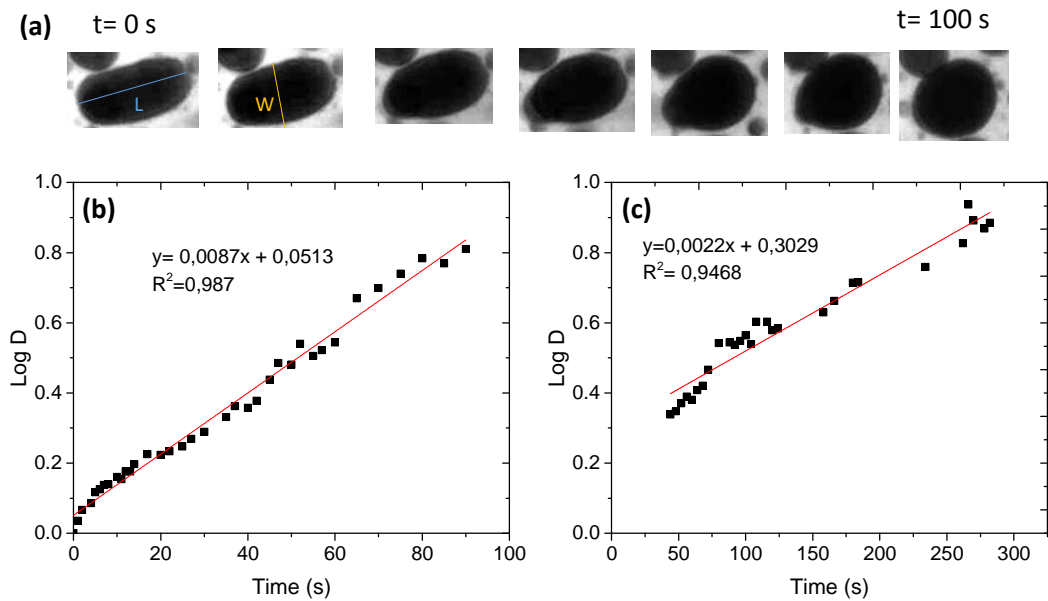 (a)
t= 0 s
t= 100 s
L
W
(b)
y= 0,0087x + 0,0513
R²=0,987
Log D
1.0
0.8
0.6
0.4
0.2
0.0
0
20
40
60
80
100
Time (s)
(c)
y=0,0022x + 0,3029
R²= 0,9468
Log D
1.0
0.8
0.6
0.4
0.2
0.0
0
50
100
150
200
250
300
Time (s)